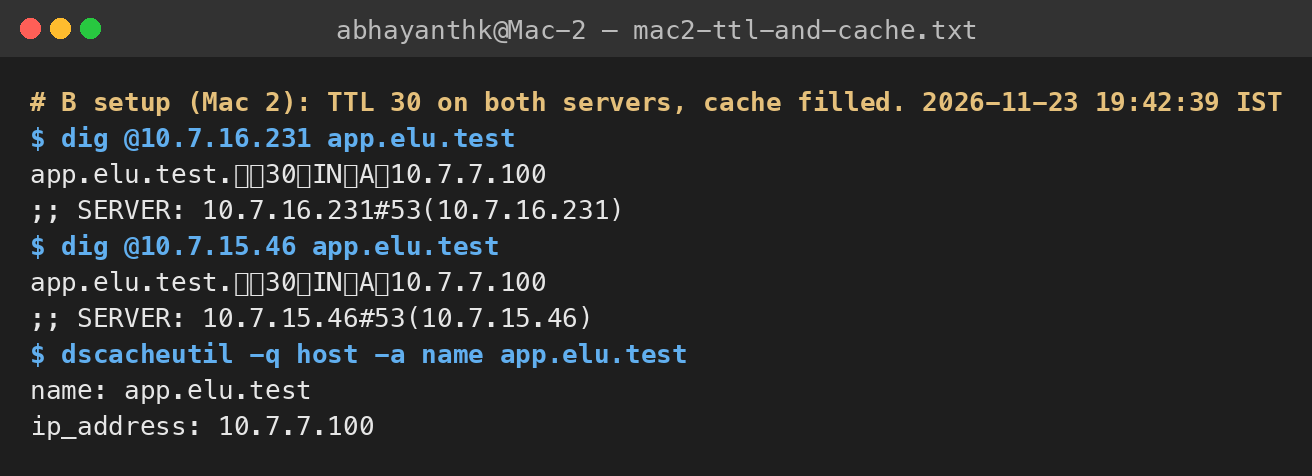 abhayanthk@Mac-2 — mac2-ttl-and-cache.txt
# B setup (Mac 2): TTL 30 on both servers, cache filled. 2026-11-23 19:42:39 IST
$ dig @10.7.16.231 app.elu.test
app.elu.test.□□30□IN□A□10.7.7.100
;; SERVER: 10.7.16.231#53(10.7.16.231)
$ dig @10.7.15.46 app.elu.test
app.elu.test.□□30□IN□A□10.7.7.100
;; SERVER: 10.7.15.46#53(10.7.15.46)
$ dscacheutil -q host -a name app.elu.test
name: app.elu.test
ip_address: 10.7.7.100